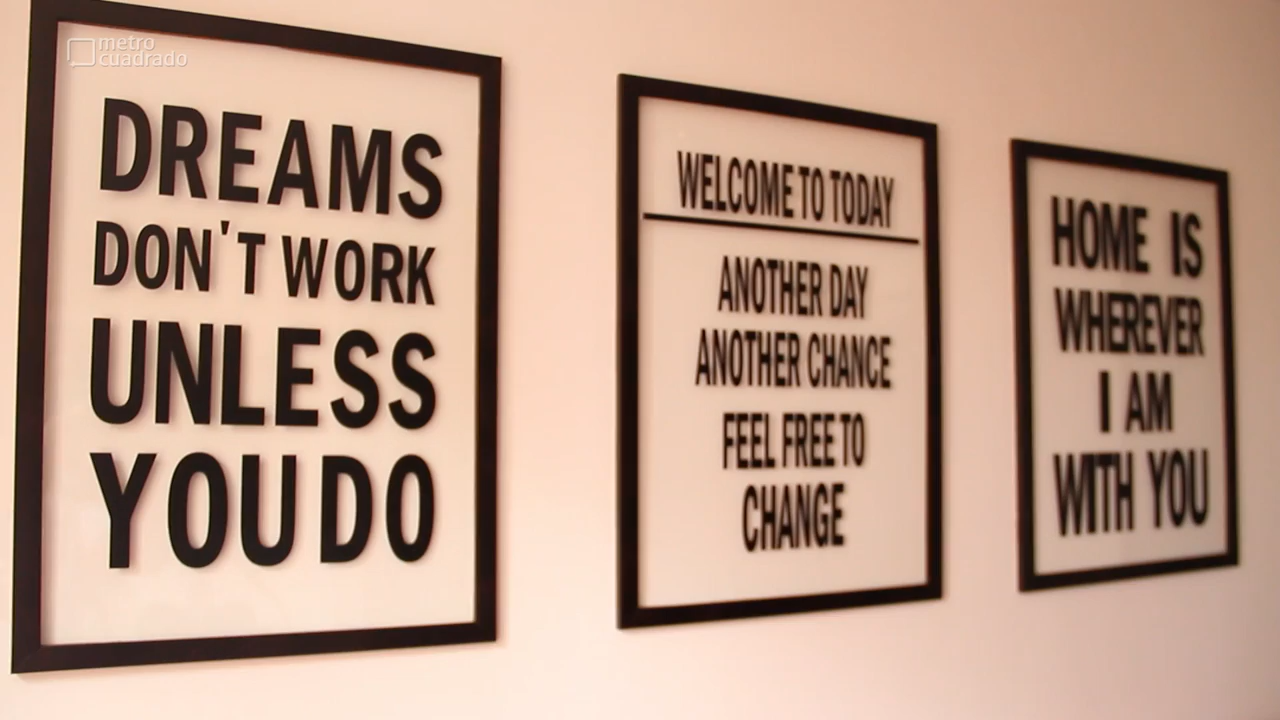 metro
cuadrado
DREAMS
DON'T WORK
UNLESS
YOU DO
WELCOME TO TODAY
ANOTHER DAY
ANOTHER CHANCE
FEEL FREE TO
CHANGE
HOME IS
WHEREVER
I AM
WITH YOU